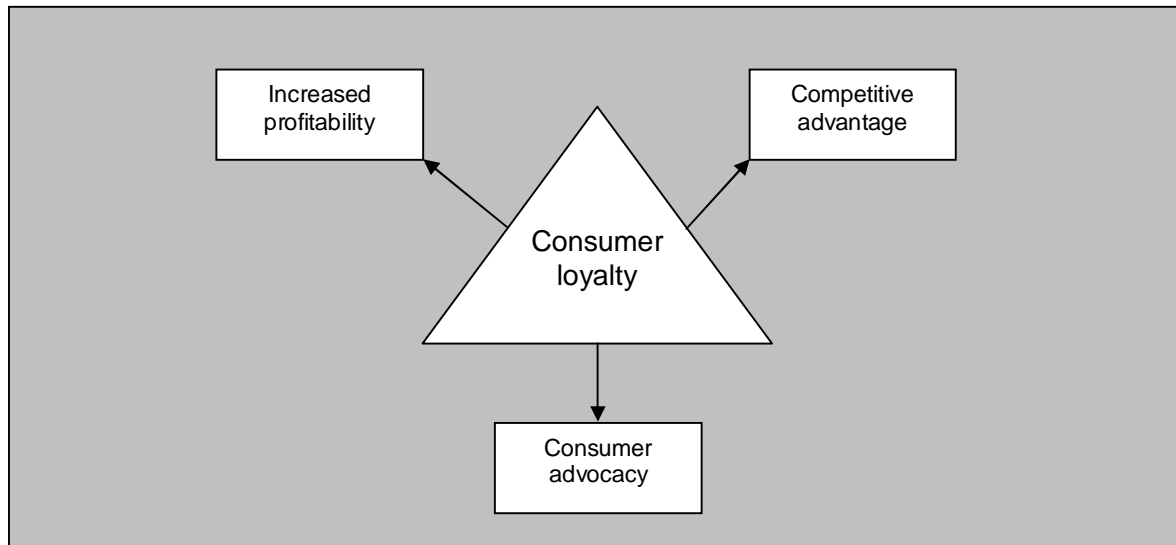 Increased
profitability
Competitive
advantage
Consumer
loyalty
Consumer
advocacy